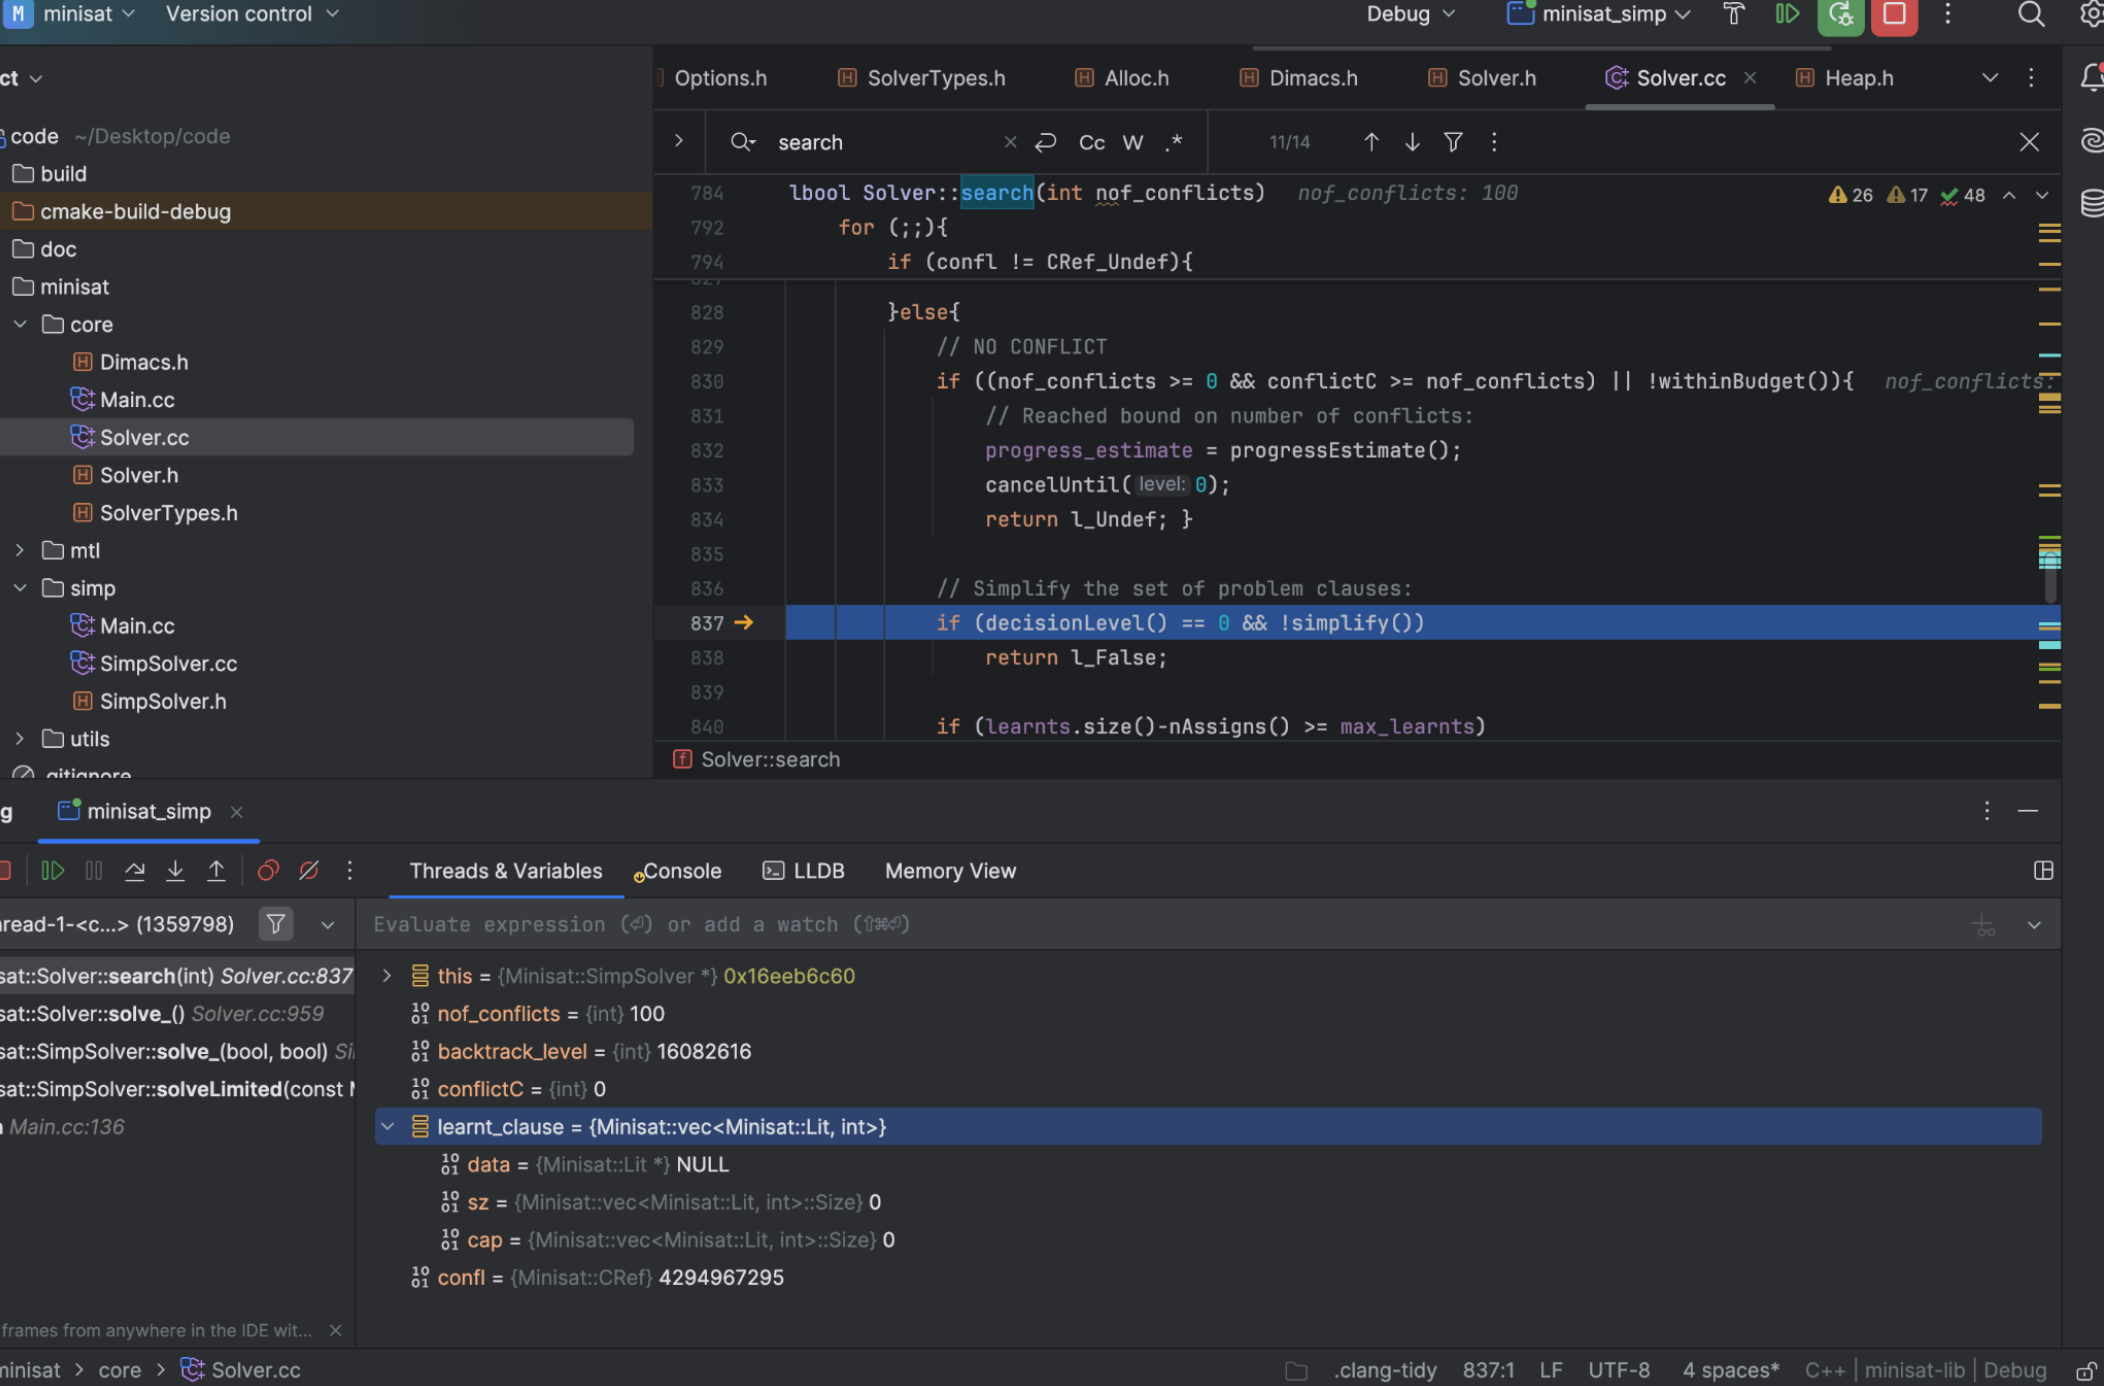 M minisat Version control Debug minisat_simp
ct
Options.h SolverTypes.h Alloc.h Dimacs.h Solver.h Solver.cc Heap.h
code ~/Desktop/code
build
cmake-build-debug
doc
minisat
core
Dimacs.h
Main.cc
Solver.cc
Solver.h
SolverTypes.h
mtl
simp
Main.cc
SimpSolver.cc
SimpSolver.h
utils
.gitignore
search Cc W .* 11/14
784 lbool Solver::search(int nof_conflicts) nof_conflicts: 100 26 17 48
792 for (;;){
794 if (confl != CRef_Undef){
827
828 }else{
829 // NO CONFLICT
830 if ((nof_conflicts >= 0 && conflictC >= nof_conflicts) || !withinBudget()){ nof_conflicts:
831 // Reached bound on number of conflicts:
832 progress_estimate = progressEstimate();
833 cancelUntil(level: 0);
834 return l_Undef; }
835
836 // Simplify the set of problem clauses:
837 if (decisionLevel() == 0 && !simplify())
838 return l_False;
839
840 if (learnts.size()-nAssigns() >= max_learnts)
f Solver::search
g minisat_simp
Threads & Variables Console LLDB Memory View
read-1-<c...> (1359798)
Evaluate expression (⏎) or add a watch (⇧⌘⏎)
sat::Solver::search(int) Solver.cc:837
sat::Solver::solve_() Solver.cc:959
sat::SimpSolver::solve_(bool, bool) Si
sat::SimpSolver::solveLimited(const M
n Main.cc:136
this = {Minisat::SimpSolver *} 0x16eeb6c60
nof_conflicts = {int} 100
backtrack_level = {int} 16082616
conflictC = {int} 0
learnt_clause = {Minisat::vec<Minisat::Lit, int>}
data = {Minisat::Lit *} NULL
sz = {Minisat::vec<Minisat::Lit, int>::Size} 0
cap = {Minisat::vec<Minisat::Lit, int>::Size} 0
confl = {Minisat::CRef} 4294967295
frames from anywhere in the IDE wit...
minisat > core > Solver.cc
.clang-tidy 837:1 LF UTF-8 4 spaces* C++ | minisat-lib | Debug